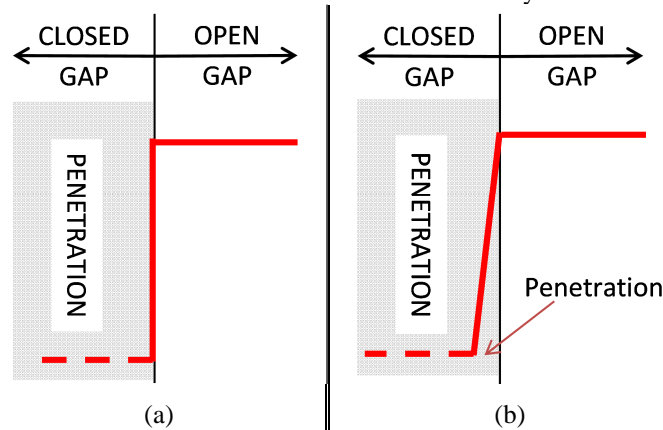 CLOSED OPEN
GAP GAP
PENETRATION
(a)
CLOSED OPEN
GAP GAP
PENETRATION
Penetration
(b)